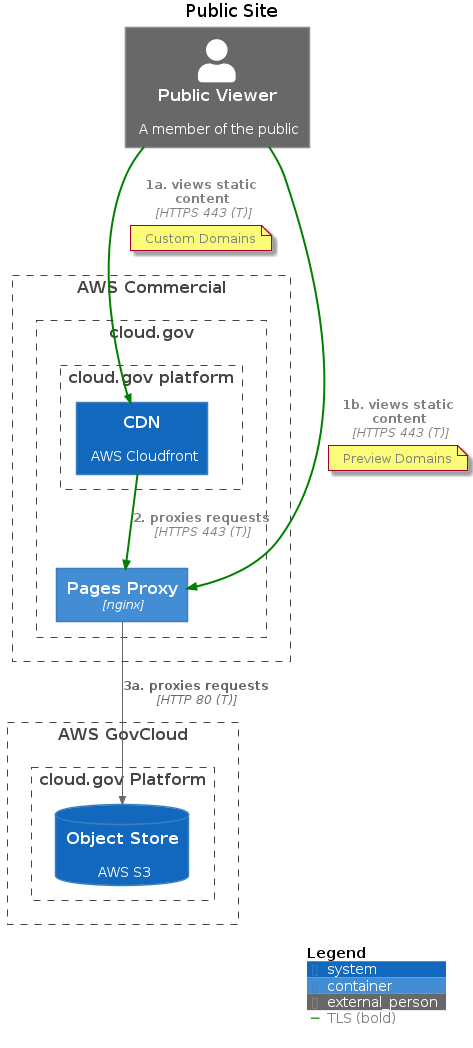 Public Site
Public Viewer
A member of the public
1a. views static
content
[HTTPS 443 (T)]
Custom Domains
AWS Commercial
cloud.gov
cloud.gov platform
CDN
AWS Cloudfront
1b. views static
content
[HTTPS 443 (T)]
Preview Domains
2. proxies requests
[HTTPS 443 (T)]
Pages Proxy
[nginx]
3a. proxies requests
[HTTP 80 (T)]
AWS GovCloud
cloud.gov Platform
Object Store
AWS S3
Legend
system
container
external_person
TLS (bold)